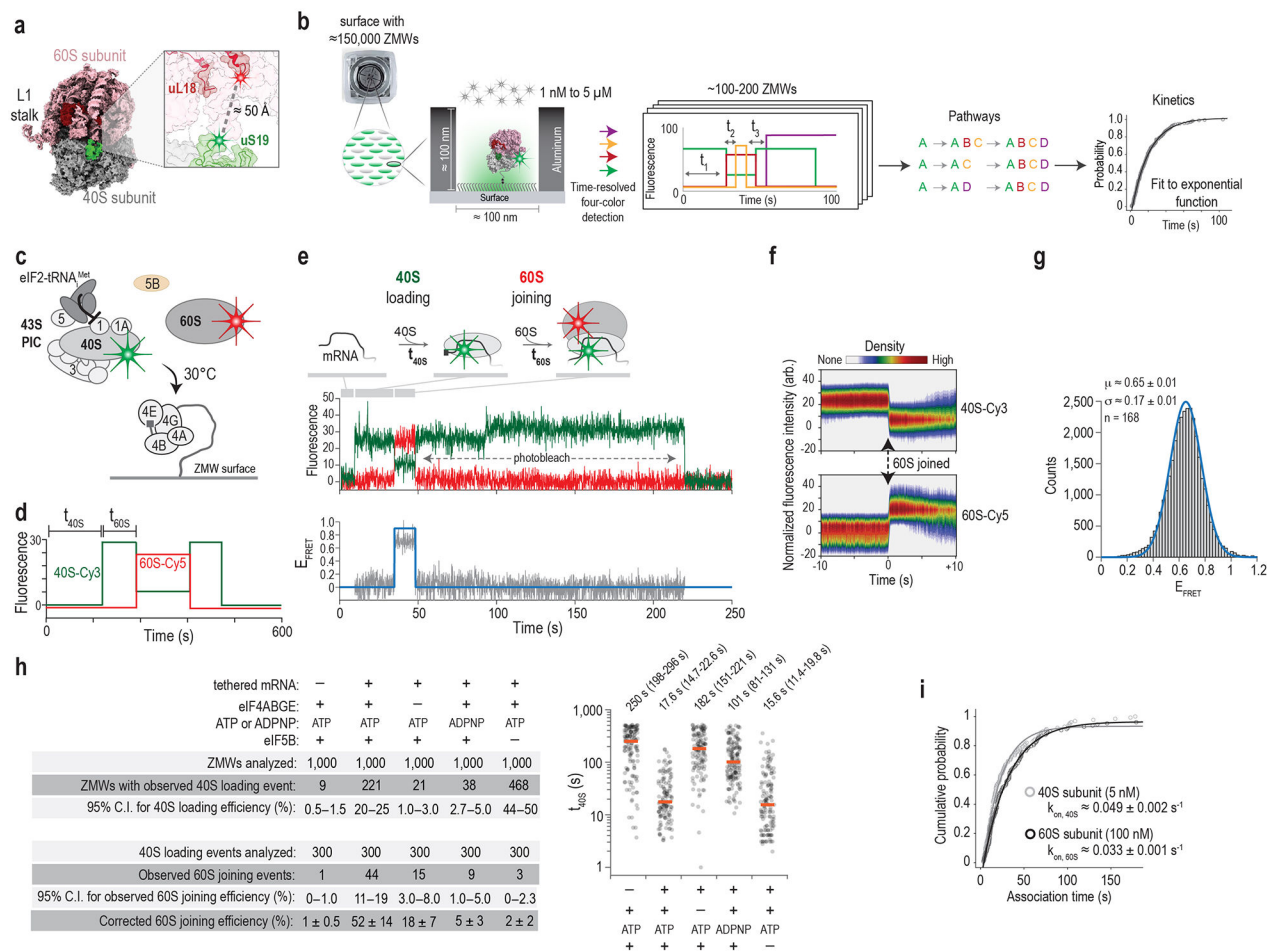 a
60S subunit
L1
stalk
40S subunit
uL18
≈ 50 Å
uS19
b
surface with
≈150,000 ZMWs
1 nM to 5 µM
≈ 100 nm
Aluminum
Surface
≈ 100 nm
Time-resolved
four-color
detection
~100-200 ZMWs
Fluorescence
100
0
t1
t2
t3
0
Time (s)
100
Pathways
A → A B C → A B C D
A → A C → A B C D
A → A D → A B C D
Kinetics
Probability
1.0
0.8
0.4
0
Fit to exponential
function
0 50 100
Time (s)
c
eIF2-tRNA Met
5B
5
1
1A
43S
PIC
40S
3
60S
30°C
4E
4G
4A
4B
ZMW surface
d
t40S
t60S
30
0
Fluorescence
40S-Cy3
60S-Cy5
0
Time (s)
600
e
40S
loading
60S
joining
mRNA
40S
t40S
60S
t60S
Fluorescence
40
30
20
10
0
photobleach
EFRET
1.0
0.8
0.6
0.4
0.2
0
0 50 100 150 200 250
Time (s)
f
Density
None
High
Normalized fluorescence intensity (arb.)
40
20
0
-20
40S-Cy3
60S joined
40
20
0
-20
60S-Cy5
-10
0
+10
Time (s)
g
µ ≈ 0.65 ± 0.01
σ ≈ 0.17 ± 0.01
n = 168
Counts
2,500
2,000
1,500
1,000
500
0
0 0.2 0.4 0.6 0.8 1.0 1.2
EFRET
h
tethered mRNA: – + + + +
eIF4ABGE: + + – + +
ATP or ADPNP: ATP ATP ATP ADPNP ATP
eIF5B: + + + + –
ZMWs analyzed: 1,000 1,000 1,000 1,000 1,000
ZMWs with observed 40S loading event: 9 221 21 38 468
95% C.I. for 40S loading efficiency (%): 0.5–1.5 20–25 1.0–3.0 2.7–5.0 44–50
40S loading events analyzed: 300 300 300 300 300
Observed 60S joining events: 1 44 15 9 3
95% C.I. for observed 60S joining efficiency (%): 0–1.0 11–19 3.0–8.0 1.0–5.0 0–2.3
Corrected 60S joining efficiency (%): 1 ± 0.5 52 ± 14 18 ± 7 5 ± 3 2 ± 2
250 s (198-296 s)
17.6 s (14.7-22.6 s)
182 s (151-221 s)
101 s (81-131 s)
15.6 s (11.4-19.8 s)
t40S (s)
1,000
100
10
1
– + + + +
+ + – + +
ATP ATP ATP ADPNP ATP
+ + + + –
i
Cumulative probability
1
0.8
0.6
0.4
0.2
0
40S subunit (5 nM)
kon, 40S ≈ 0.049 ± 0.002 s-1
60S subunit (100 nM)
kon, 60S ≈ 0.033 ± 0.001 s-1
0 50 100 150
Association time (s)